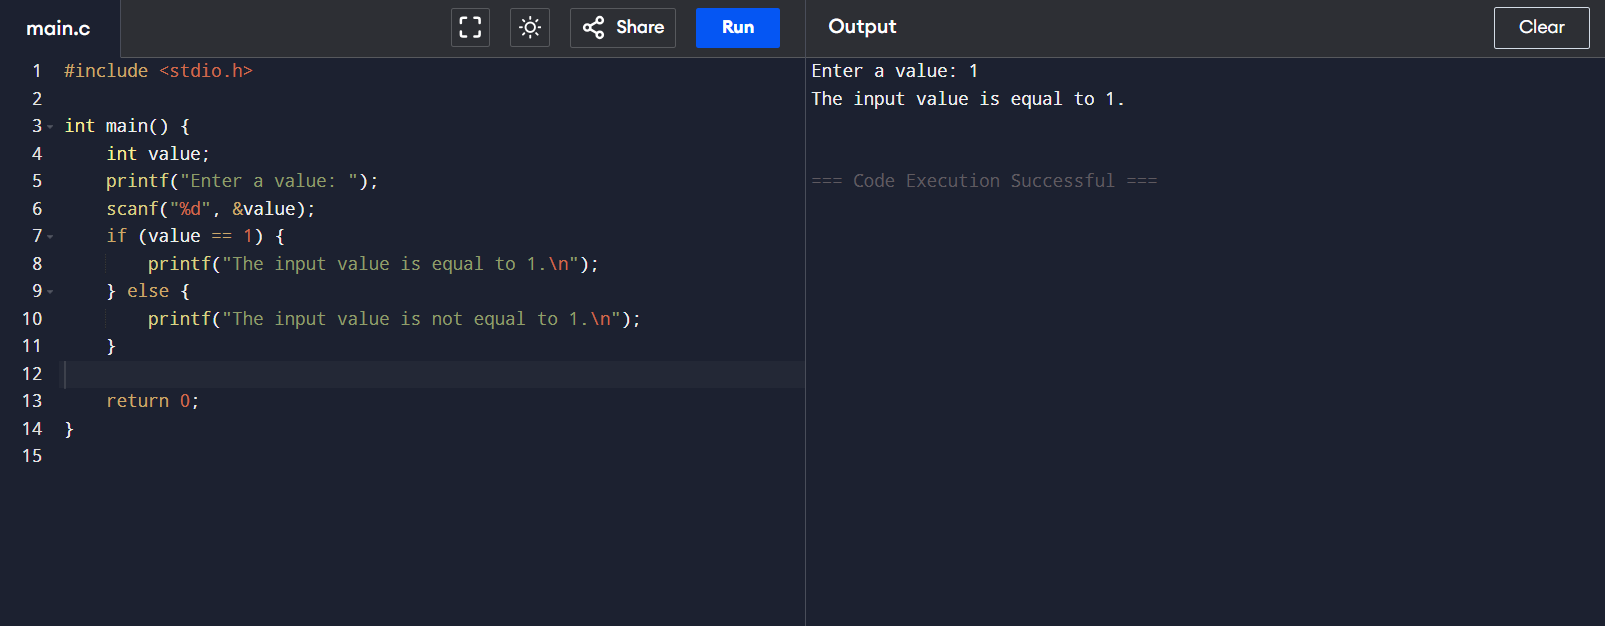 main.c
Share
Run
Output
Clear
1 #include <stdio.h>
2
3 int main() {
4     int value;
5     printf("Enter a value: ");
6     scanf("%d", &value);
7     if (value == 1) {
8         printf("The input value is equal to 1.\n");
9     } else {
10         printf("The input value is not equal to 1.\n");
11     }
12
13     return 0;
14 }
15
Enter a value: 1
The input value is equal to 1.
=== Code Execution Successful ===